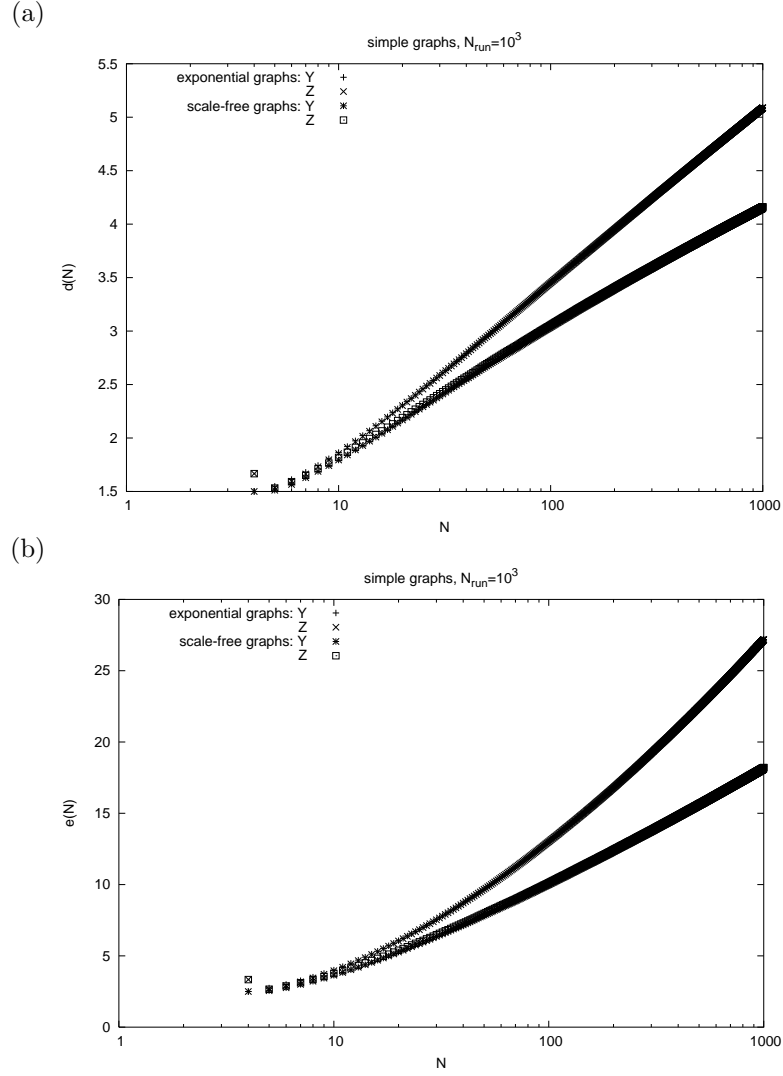 (a)
simple graphs, N_run=10^3
exponential graphs: Y +
Z ×
scale-free graphs: Y ∗
Z ⊡
5.5
5
4.5
4
3.5
3
2.5
2
1.5
d(N)
1 10 100 1000
N
(b)
simple graphs, N_run=10^3
exponential graphs: Y +
Z ×
scale-free graphs: Y ∗
Z ⊡
30
25
20
15
10
5
0
e(N)
1 10 100 1000
N